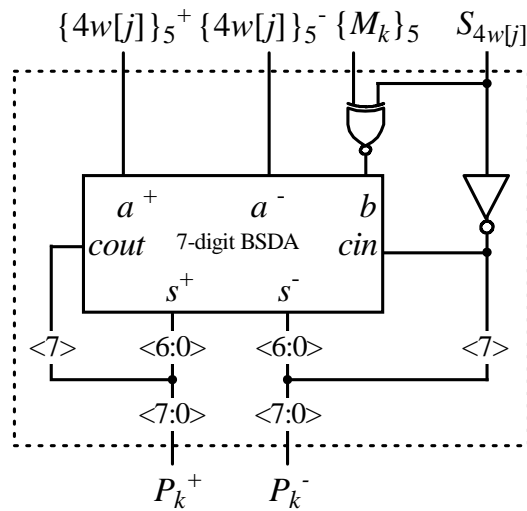 {4w[j]}₅⁺ {4w[j]}₅⁻ {Mₖ}₅ S₄w[j]
a⁺ a⁻ b
cout 7-digit BSDA cin
s⁺ s⁻
<7> <6:0> <6:0> <7>
<7:0> <7:0>
Pₖ⁺ Pₖ⁻